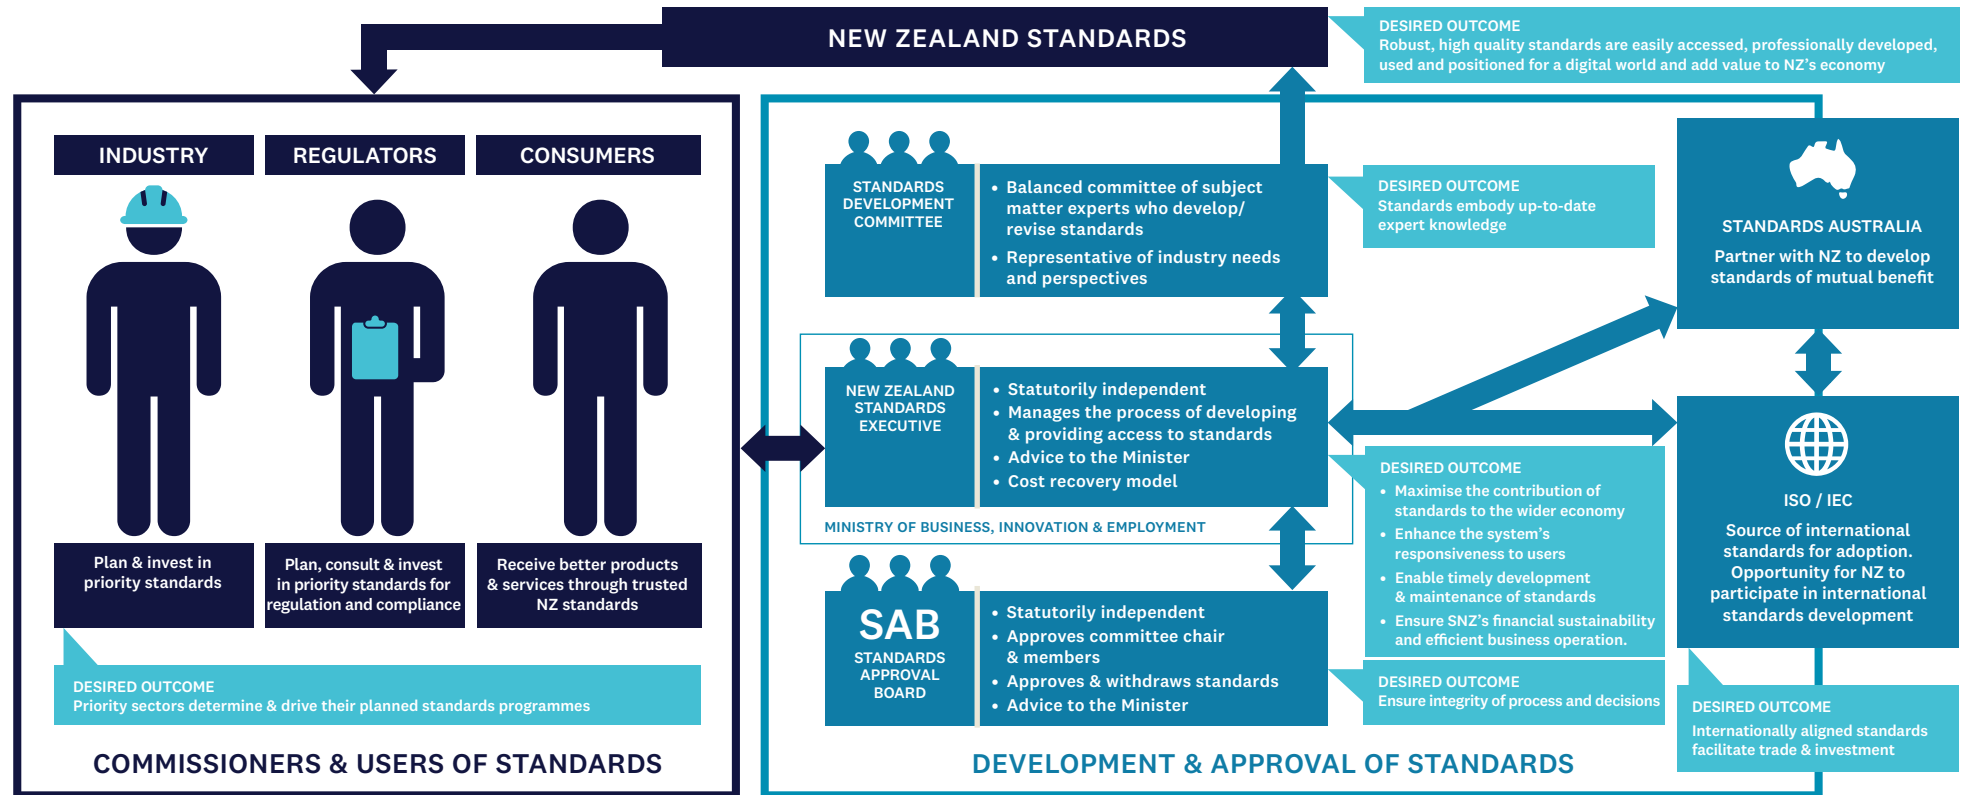 NEW ZEALAND STANDARDS
DESIRED OUTCOME
Robust, high quality standards are easily accessed, professionally developed,
used and positioned for a digital world and add value to NZ's economy
INDUSTRY
REGULATORS
CONSUMERS
Plan & invest in
priority standards
Plan, consult & invest
in priority standards for
regulation and compliance
Receive better products
& services through trusted
NZ standards
DESIRED OUTCOME
Priority sectors determine & drive their planned standards programmes
COMMISSIONERS & USERS OF STANDARDS
STANDARDS
DEVELOPMENT
COMMITTEE
• Balanced committee of subject
matter experts who develop/
revise standards
• Representative of industry needs
and perspectives
DESIRED OUTCOME
Standards embody up-to-date
expert knowledge
NEW ZEALAND
STANDARDS
EXECUTIVE
• Statutorily independent
• Manages the process of developing
& providing access to standards
• Advice to the Minister
• Cost recovery model
MINISTRY OF BUSINESS, INNOVATION & EMPLOYMENT
DESIRED OUTCOME
• Maximise the contribution of
standards to the wider economy
• Enhance the system's
responsiveness to users
• Enable timely development
& maintenance of standards
• Ensure SNZ's financial sustainability
and efficient business operation.
SAB
STANDARDS
APPROVAL
BOARD
• Statutorily independent
• Approves committee chair
& members
• Approves & withdraws standards
• Advice to the Minister
DESIRED OUTCOME
Ensure integrity of process and decisions
STANDARDS AUSTRALIA
Partner with NZ to develop
standards of mutual benefit
ISO / IEC
Source of international
standards for adoption.
Opportunity for NZ to
participate in international
standards development
DESIRED OUTCOME
Internationally aligned standards
facilitate trade & investment
DEVELOPMENT & APPROVAL OF STANDARDS